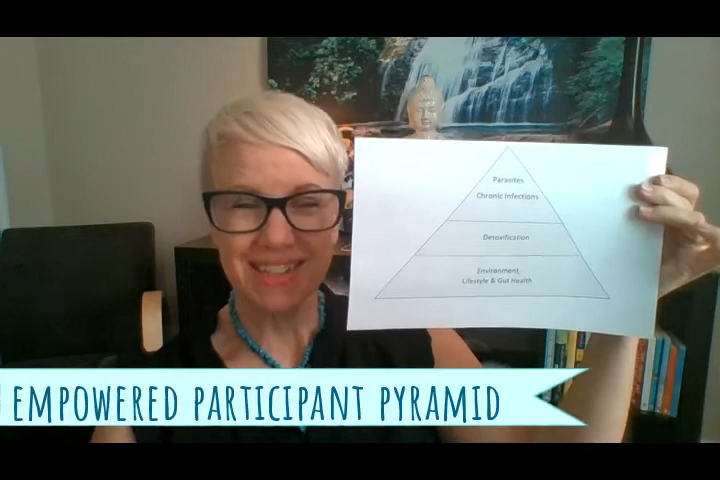 Parasites
Chronic Infections
Detoxification
Environment,
Lifestyle & Gut Health
EMPOWERED PARTICIPANT PYRAMID